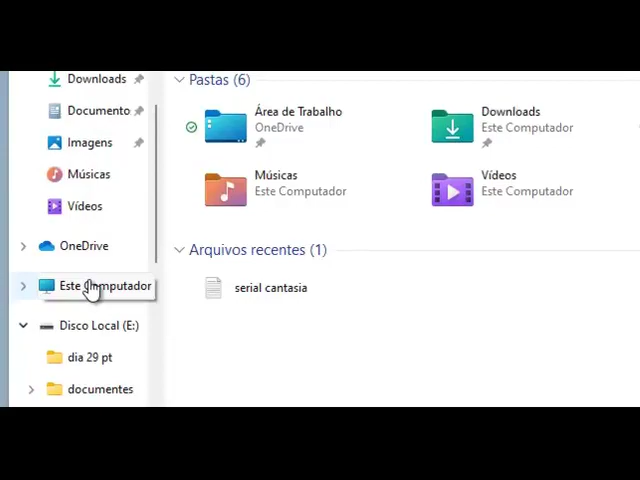 Downloads
Documento
Imagens
Músicas
Vídeos
OneDrive
Este Computador
Disco Local (E:)
dia 29 pt
documentes
Pastas (6)
Área de Trabalho
OneDrive
Downloads
Este Computador
Músicas
Este Computador
Vídeos
Este Computador
Arquivos recentes (1)
serial cantasia